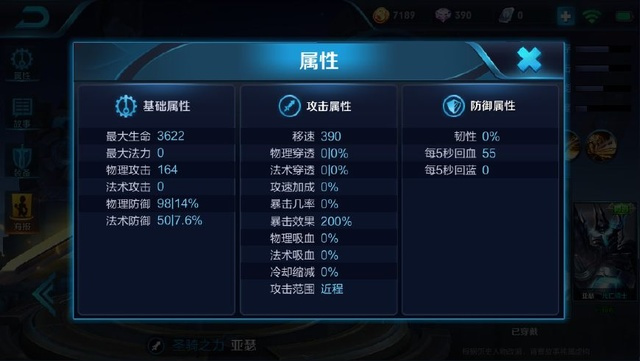 7189
390
0
属性
属性
故事
基础属性
最大生命 3622
最大法力 0
物理攻击 164
法术攻击 0
物理防御 98|14%
法术防御 50|7.6%
攻击属性
移速 390
物理穿透 0|0%
法术穿透 0|0%
攻速加成 0%
暴击几率 0%
暴击效果 200%
物理吸血 0%
法术吸血 0%
冷却缩减 0%
攻击范围 近程
防御属性
韧性 0%
每5秒回血 55
每5秒回蓝 0
圣骑之力 亚瑟
已穿戴